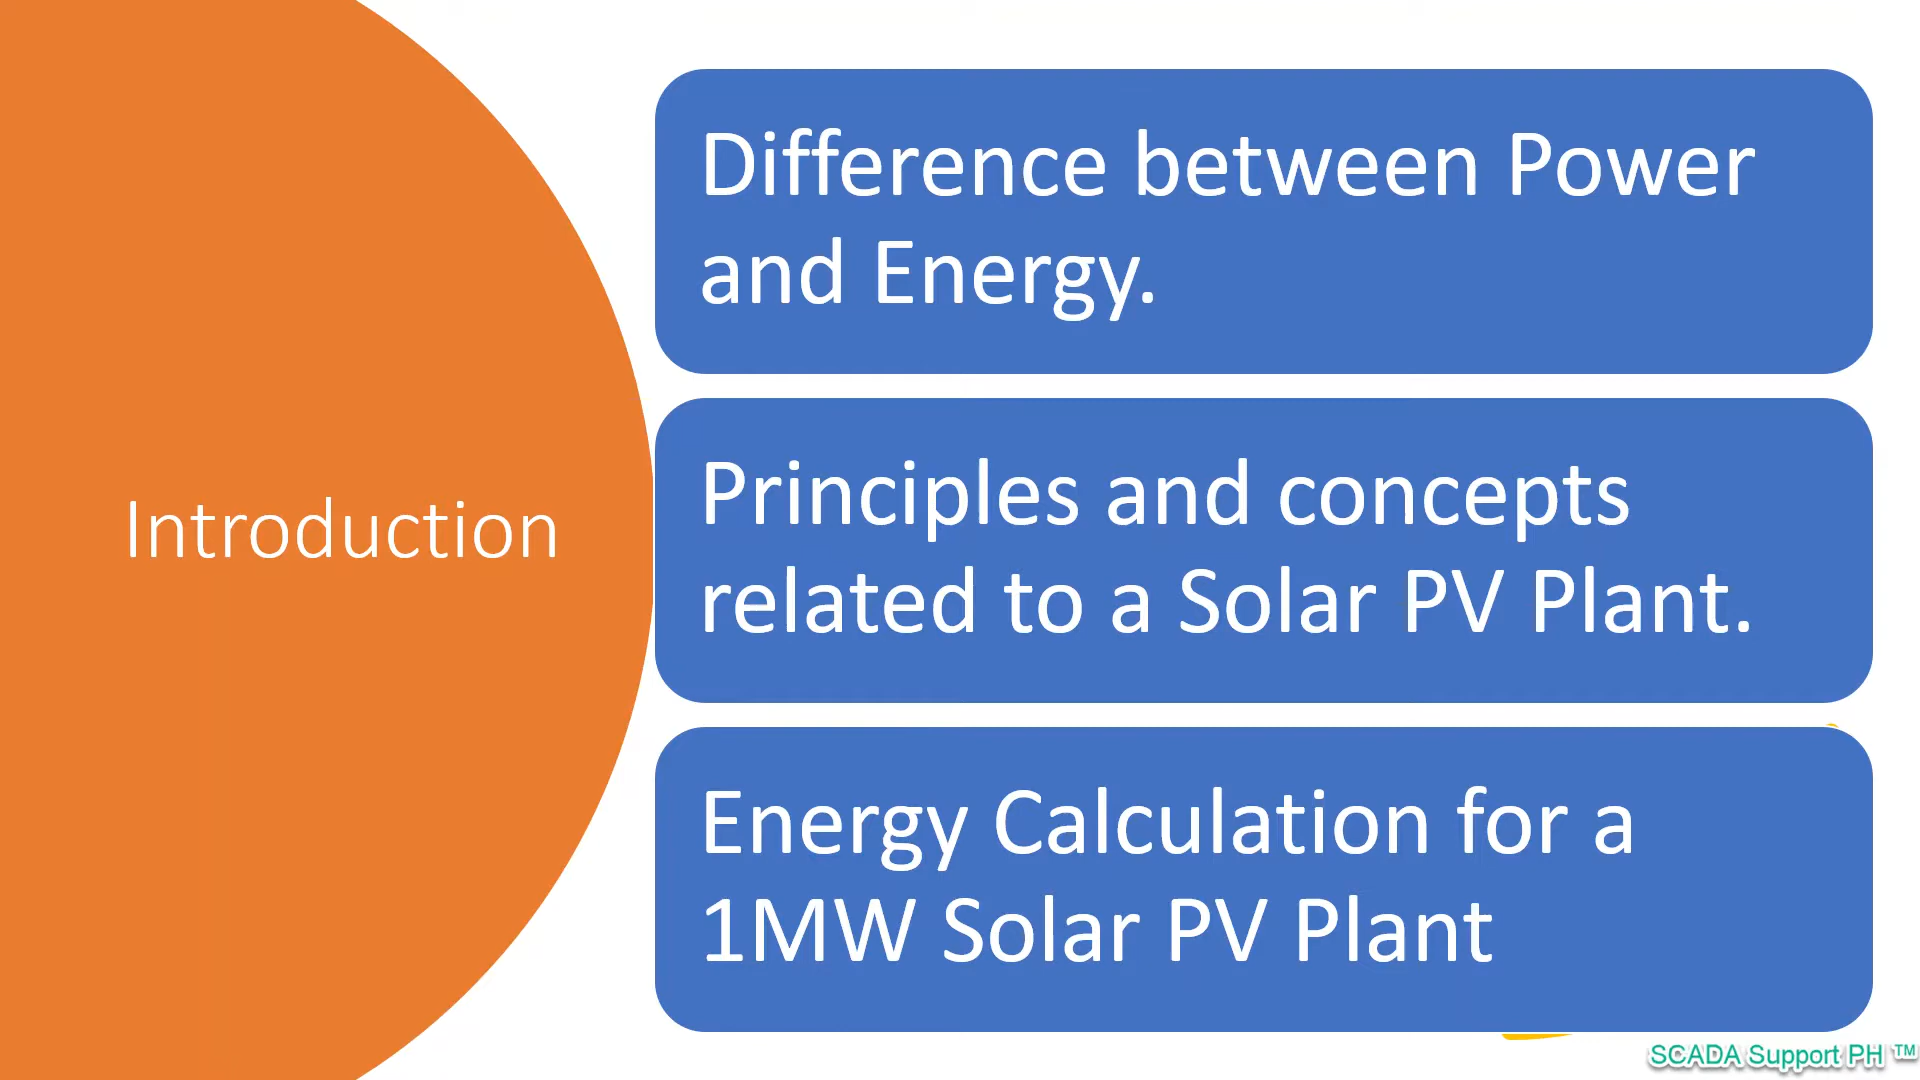 Introduction
Difference between Power
and Energy.
Principles and concepts
related to a Solar PV Plant.
Energy Calculation for a
1MW Solar PV Plant
SCADA Support PH ™